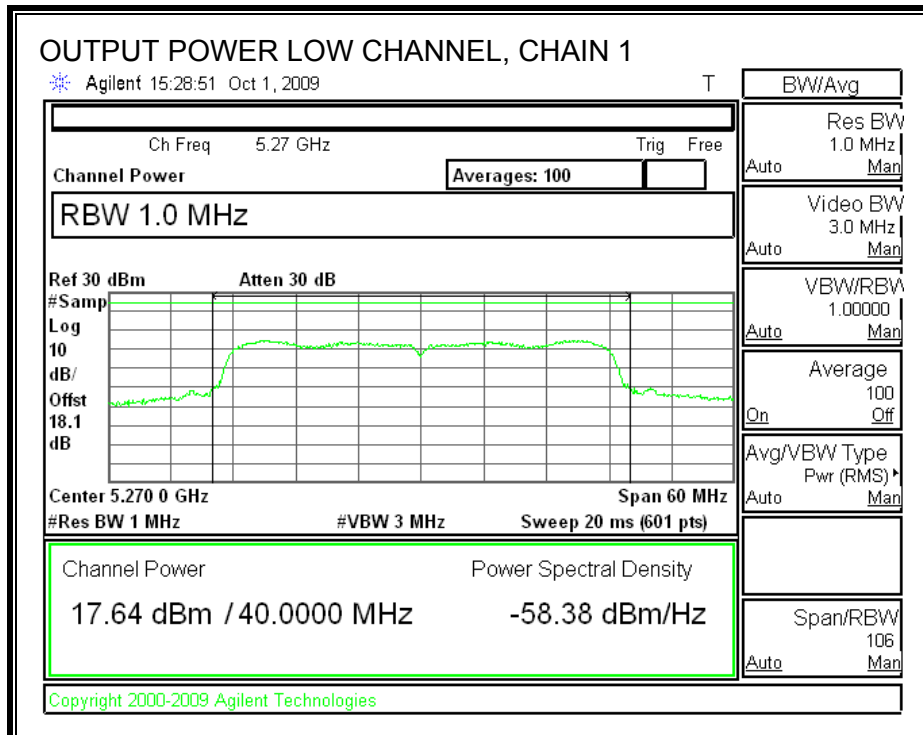 OUTPUT POWER LOW CHANNEL, CHAIN 1
Agilent 15:28:51 Oct 1, 2009 T
Ch Freq 5.27 GHz Trig Free
Channel Power Averages: 100
RBW 1.0 MHz
Ref 30 dBm Atten 30 dB
#Samp
Log
10
dB/
Offst
18.1
dB
Center 5.270 0 GHz Span 60 MHz
#Res BW 1 MHz #VBW 3 MHz Sweep 20 ms (601 pts)
Channel Power Power Spectral Density
17.64 dBm / 40.0000 MHz -58.38 dBm/Hz
Copyright 2000-2009 Agilent Technologies
BW/Avg
Res BW
1.0 MHz
Auto Man
Video BW
3.0 MHz
Auto Man
VBW/RBW
1.00000
Auto Man
Average
100
On Off
Avg/VBW Type
Pwr (RMS)
Auto Man
Span/RBW
106
Auto Man